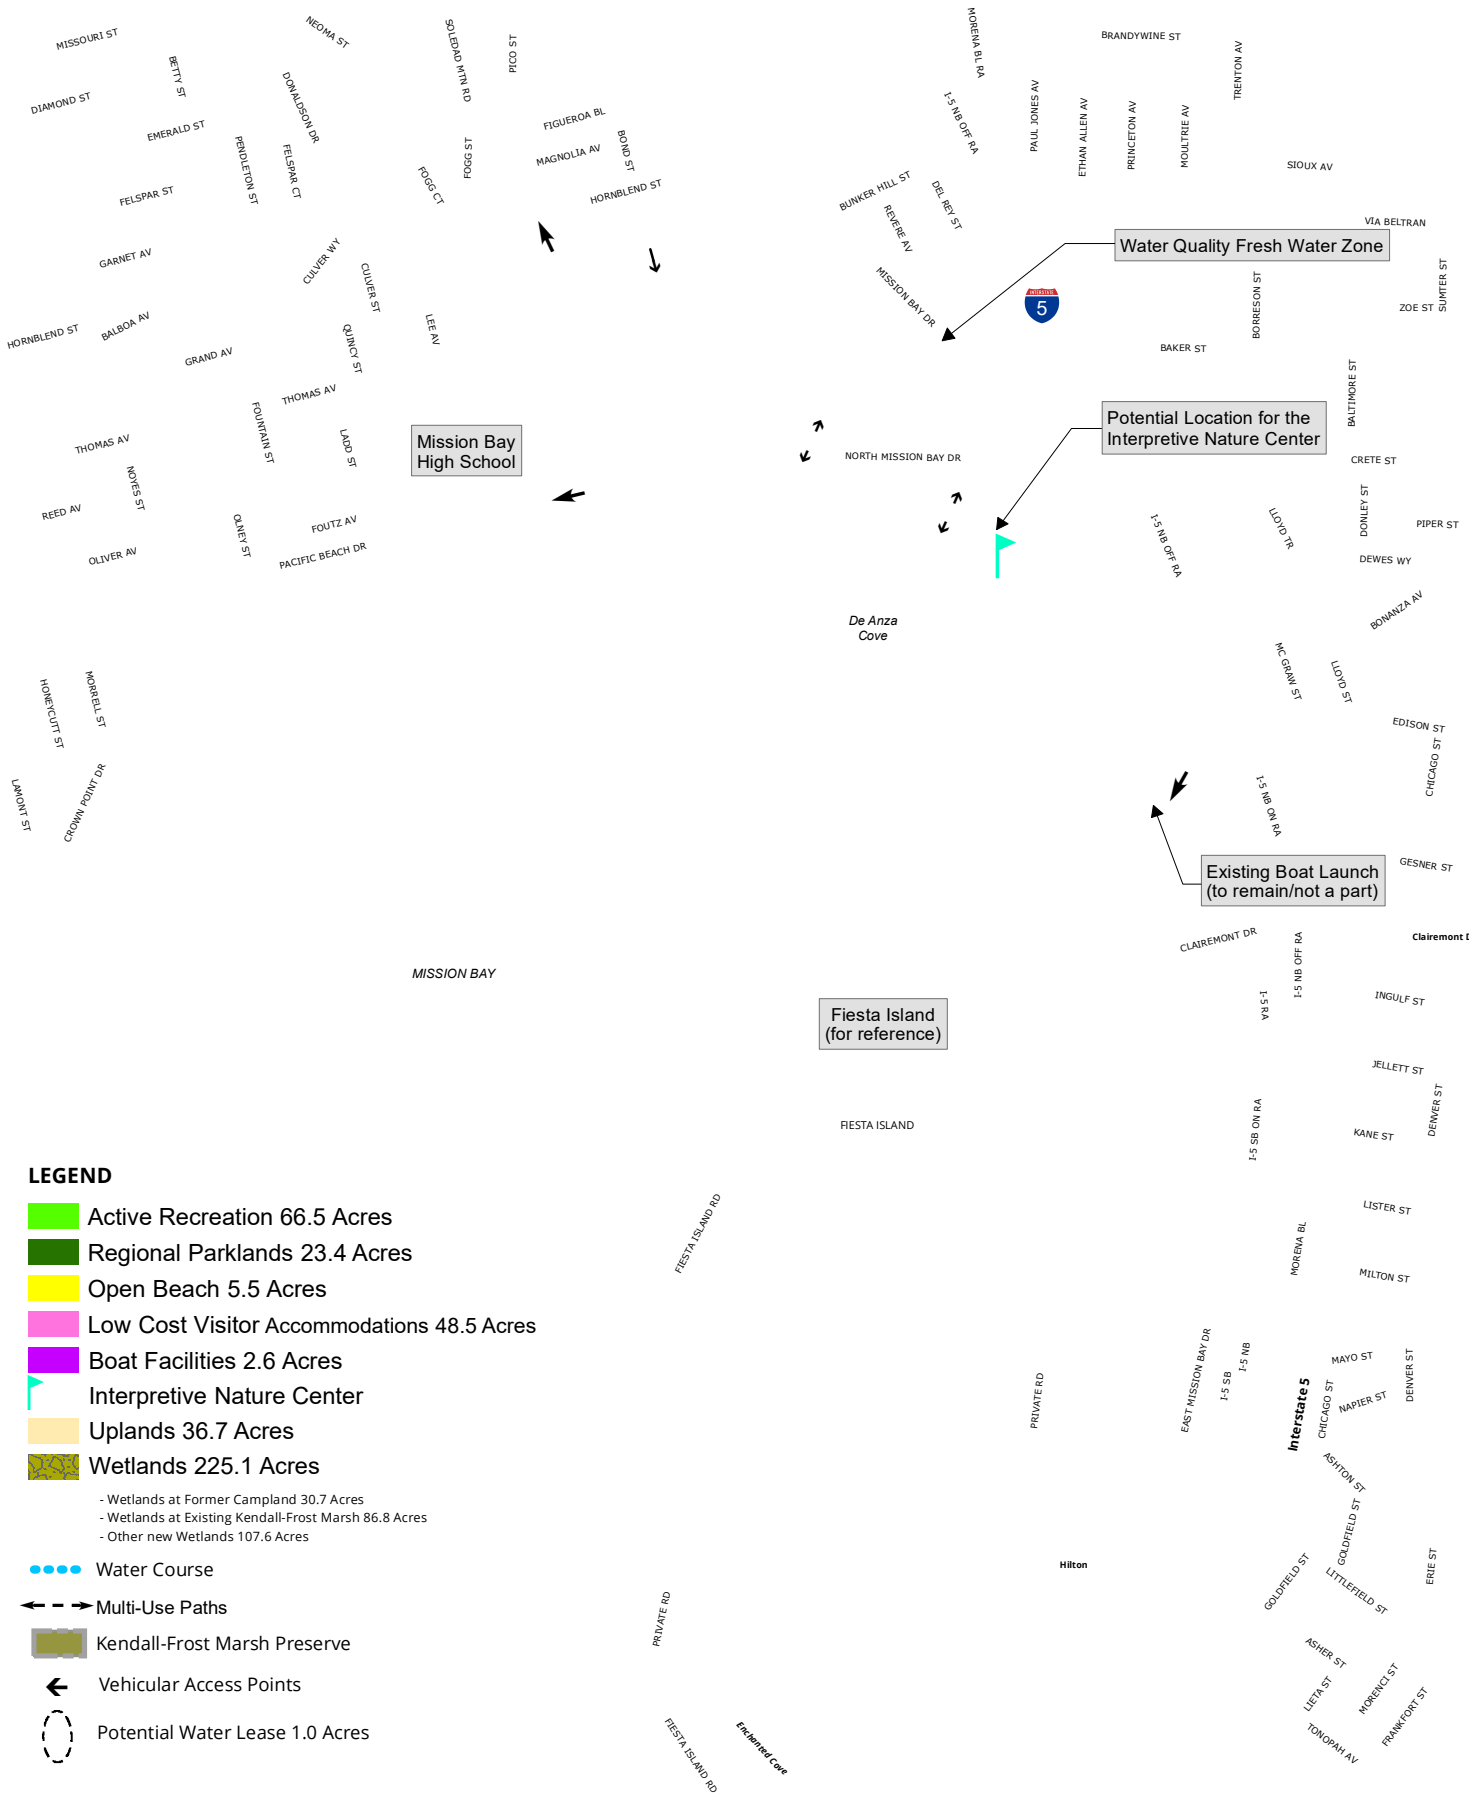 MISSOURI ST
BETTY ST
NEOMA ST
DONALDSON DR
SOLEDAD MTN RD
PICO ST
DIAMOND ST
EMERALD ST
PENDLETON ST
FELSPAR CT
FOGG ST
FOGG CT
FIGUEROA BL
MAGNOLIA AV
BOND ST
HORNBLEND ST
FELSPAR ST
GARNET AV
CULVER WY
CULVER ST
HORNBLEND ST
BALBOA AV
GRAND AV
QUINCY ST
LEE AV
THOMAS AV
FOUNTAIN ST
LADD ST
THOMAS AV
NOYES ST
REED AV
OLIVER AV
OLNEY ST
FOUTZ AV
PACIFIC BEACH DR
Mission Bay
High School
HONEYCUTT ST
MORRELL ST
LAMONT ST
CROWN POINT DR
MORENA BL RA
I-5 NB OFF RA
PAUL JONES AV
ETHAN ALLEN AV
PRINCETON AV
MOULTRIE AV
BRANDYWINE ST
TRENTON AV
SIOUX AV
BUNKER HILL ST
REVERE AV
DEL REY ST
MISSION BAY DR
VIA BELTRAN
Water Quality Fresh Water Zone
INTERSTATE
5
BORRESON ST
SUMTER ST
ZOE ST
BAKER ST
BALTIMORE ST
Potential Location for the
Interpretive Nature Center
NORTH MISSION BAY DR
CRETE ST
DONLEY ST
PIPER ST
I-5 NB OFF RA
LLOYD TR
DEWES WY
BONANZA AV
De Anza
Cove
MC GRAW ST
LLOYD ST
EDISON ST
CHICAGO ST
I-5 NB ON RA
Existing Boat Launch
(to remain/not a part)
GESNER ST
CLAIREMONT DR
I-5 NB OFF RA
Clairemont D
MISSION BAY
Fiesta Island
(for reference)
I-5 RA
INGULF ST
JELLETT ST
FIESTA ISLAND
I-5 SB ON RA
KANE ST
DENVER ST
FIESTA ISLAND RD
LISTER ST
MORENA BL
MILTON ST
PRIVATE RD
EAST MISSION BAY DR
I-5 SB
I-5 NB
Interstate 5
CHICAGO ST
MAYO ST
NAPIER ST
DENVER ST
ASHTON ST
GOLDFIELD ST
Hilton
GOLDFIELD ST
LITTLEFIELD ST
ERIE ST
PRIVATE RD
ASHER ST
LIETA ST
MORENCI ST
FRANKFORT ST
TONOPAH AV
FIESTA ISLAND RD
Enchanted Cove
LEGEND
Active Recreation 66.5 Acres
Regional Parklands 23.4 Acres
Open Beach 5.5 Acres
Low Cost Visitor Accommodations 48.5 Acres
Boat Facilities 2.6 Acres
Interpretive Nature Center
Uplands 36.7 Acres
Wetlands 225.1 Acres
- Wetlands at Former Campland 30.7 Acres
- Wetlands at Existing Kendall-Frost Marsh 86.8 Acres
- Other new Wetlands 107.6 Acres
Water Course
Multi-Use Paths
Kendall-Frost Marsh Preserve
Vehicular Access Points
Potential Water Lease 1.0 Acres